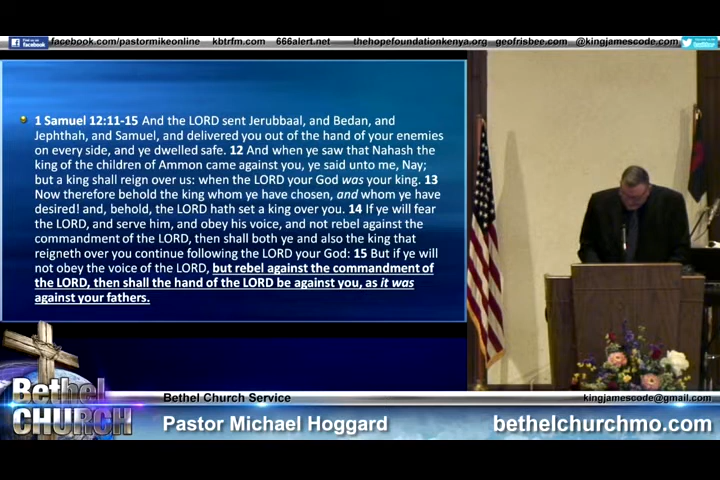 Find us on facebook
facebook.com/pastormikeonline kbtrfm.com 666alert.net thehopefoundationkenya.org geofrisbee.com @kingjamescode.com
1 Samuel 12:11-15 And the LORD sent Jerubbaal, and Bedan, and
Jephthah, and Samuel, and delivered you out of the hand of your enemies
on every side, and ye dwelled safe. 12 And when ye saw that Nahash the
king of the children of Ammon came against you, ye said unto me, Nay;
but a king shall reign over us: when the LORD your God was your king. 13
Now therefore behold the king whom ye have chosen, and whom ye have
desired! and, behold, the LORD hath set a king over you. 14 If ye will fear
the LORD, and serve him, and obey his voice, and not rebel against the
commandment of the LORD, then shall both ye and also the king that
reigneth over you continue following the LORD your God: 15 But if ye will
not obey the voice of the LORD, but rebel against the commandment of
the LORD, then shall the hand of the LORD be against you, as it was
against your fathers.
Bethel
CHURCH
Bethel Church Service
kingjamescode@gmail.com
Pastor Michael Hoggard
bethelchurchmo.com